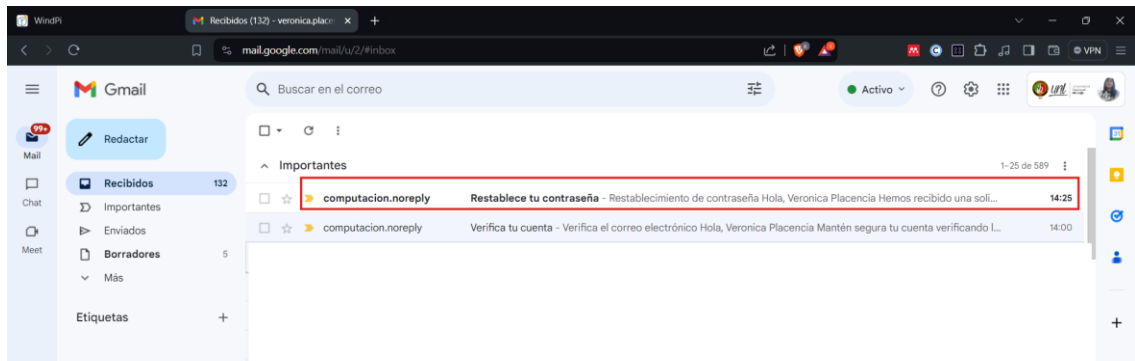 WindPi
Recibidos (132) - veronica.place
mail.google.com/mail/u/2/#inbox
VPN
Gmail
Buscar en el correo
Activo
unl
99+
Mail
Redactar
Importantes
1–25 de 589
Recibidos 132
computacion.noreply Restablece tu contraseña - Restablecimiento de contraseña Hola, Veronica Placencia Hemos recibido una soli... 14:25
Chat
Importantes
computacion.noreply Verifica tu cuenta - Verifica el correo electrónico Hola, Veronica Placencia Mantén segura tu cuenta verificando l... 14:00
Enviados
Meet
Borradores 5
Más
Etiquetas
31